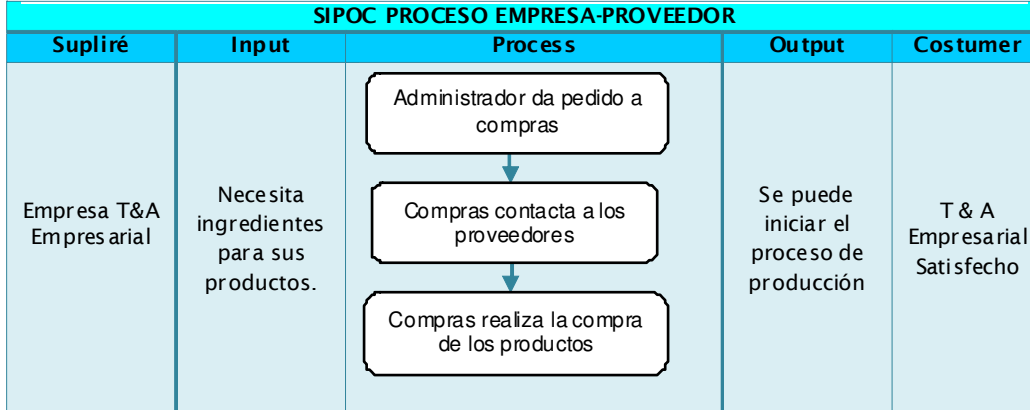 SIPOC PROCESO EMPRESA-PROVEEDOR
Supliré
Input
Process
Output
Costumer
Empresa T&A
Empresarial
Necesita
ingredientes
para sus
productos.
Administrador da pedido a
compras
Compras contacta a los
proveedores
Compras realiza la compra
de los productos
Se puede
iniciar el
proceso de
producción
T & A
Empresarial
Satisfecho